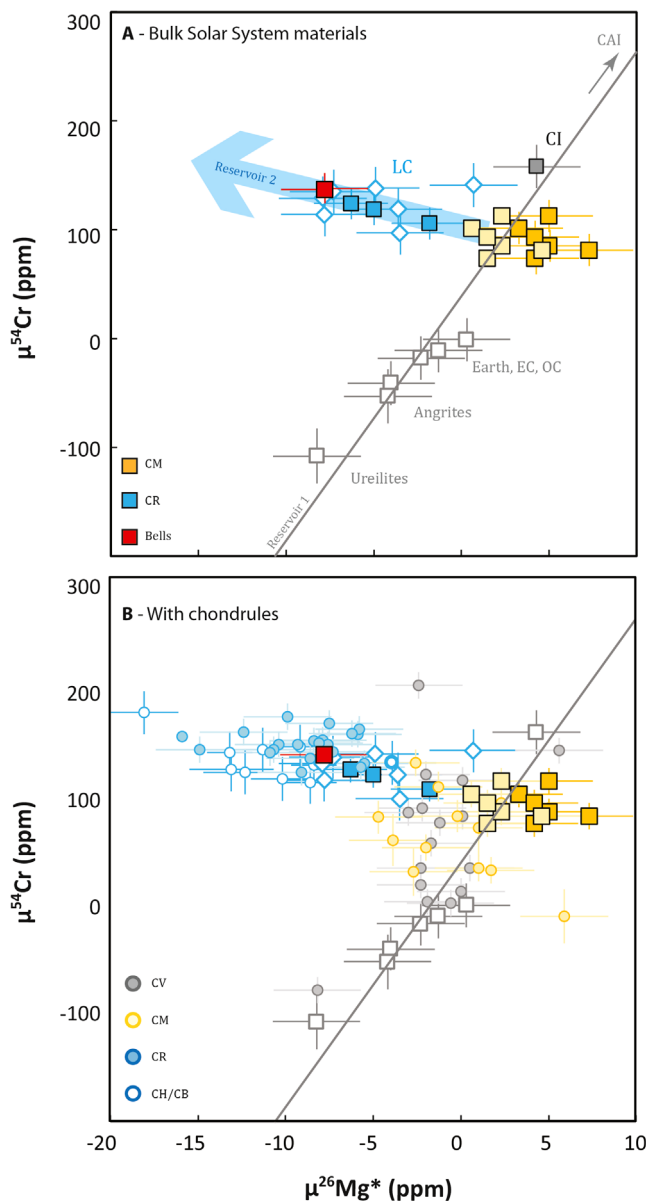 300
A - Bulk Solar System materials
CAI
200
CI
LC
Reservoir 2
100
μ⁵⁴Cr (ppm)
0
Earth, EC, OC
Angrites
-100
CM
Ureilites
CR
Reservoir 1
Bells
300
B - With chondrules
200
100
μ⁵⁴Cr (ppm)
0
CV
CM
-100
CR
CH/CB
-20 -15 -10 -5 0 5 10
μ²⁶Mg* (ppm)